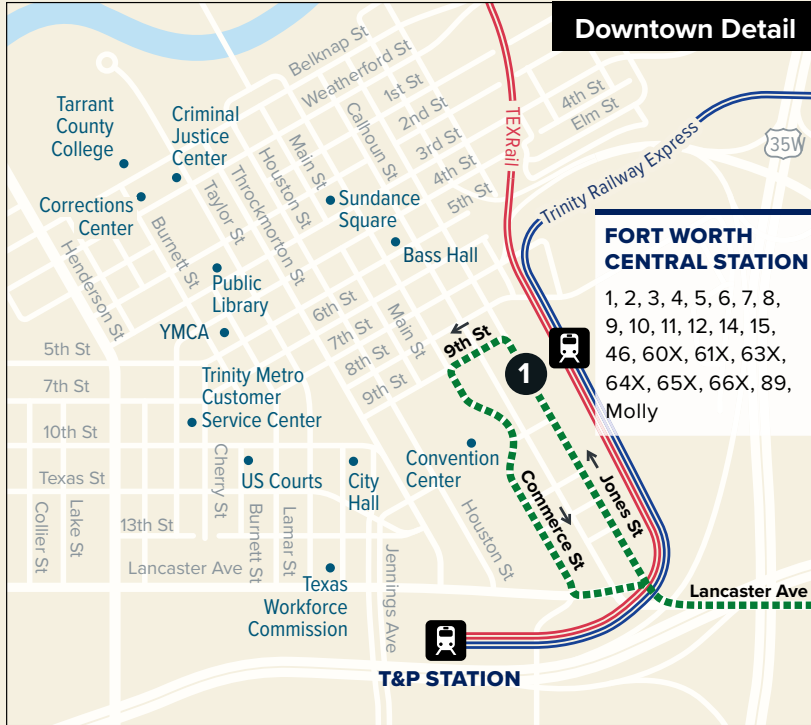 Downtown Detail
Belknap St
Weatherford St
1st St
2nd St
3rd St
4th St
5th St
4th St
Elm St
TEXRail
Trinity Railway Express
35W
Tarrant
County
College
Criminal
Justice
Center
Corrections
Center
Henderson St
Burnett St
Taylor St
Throckmorton St
Houston St
Main St
Calhoun St
Sundance
Square
Bass Hall
Public
Library
YMCA
6th St
7th St
8th St
9th St
Main St
9th St
1
FORT WORTH
CENTRAL STATION
1, 2, 3, 4, 5, 6, 7, 8,
9, 10, 11, 12, 14, 15,
46, 60X, 61X, 63X,
64X, 65X, 66X, 89,
Molly
5th St
7th St
10th St
Texas St
13th St
Lancaster Ave
Trinity Metro
Customer
Service Center
US Courts
City
Hall
Convention
Center
Commerce St
Jones St
Houston St
Collier St
Lake St
Cherry St
Burnett St
Lamar St
Jennings Ave
Texas
Workforce
Commission
Lancaster Ave
T&P STATION